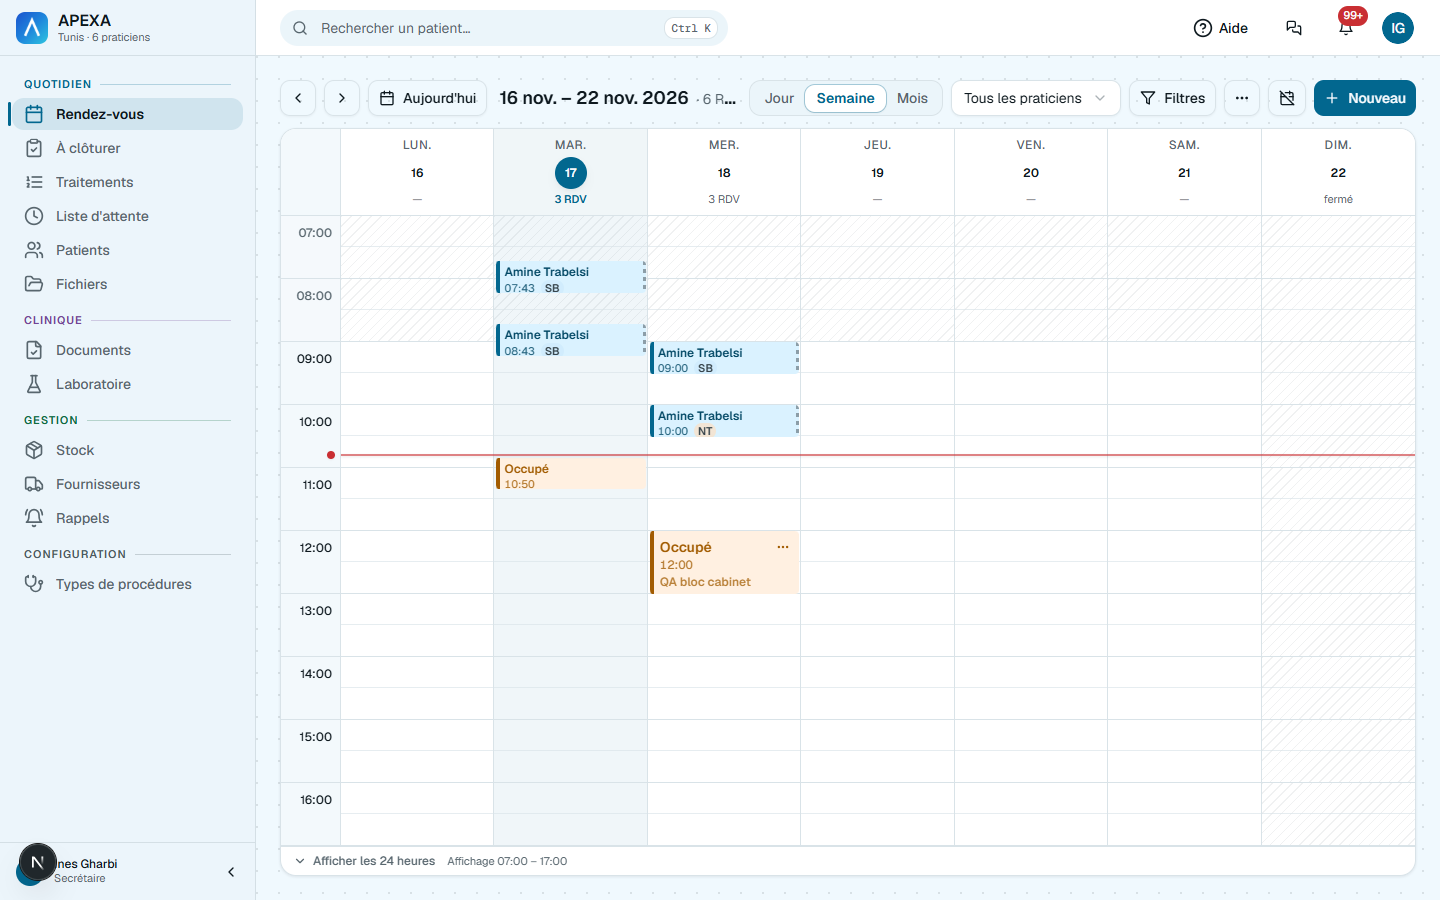 APEXA
Tunis · 6 praticiens
Rechercher un patient…
Ctrl K
Aide
99+
IG
QUOTIDIEN
Rendez-vous
À clôturer
Traitements
Liste d'attente
Patients
Fichiers
CLINIQUE
Documents
Laboratoire
GESTION
Stock
Fournisseurs
Rappels
CONFIGURATION
Types de procédures
N
nes Gharbi
Secrétaire
Aujourd'hui
16 nov. – 22 nov. 2026 · 6 R...
Jour
Semaine
Mois
Tous les praticiens
Filtres
Nouveau
LUN.
16
—
MAR.
17
3 RDV
MER.
18
3 RDV
JEU.
19
—
VEN.
20
—
SAM.
21
—
DIM.
22
fermé
07:00
08:00
09:00
10:00
11:00
12:00
13:00
14:00
15:00
16:00
Amine Trabelsi
07:43 SB
Amine Trabelsi
08:43 SB
Occupé
10:50
Amine Trabelsi
09:00 SB
Amine Trabelsi
10:00 NT
Occupé
12:00
QA bloc cabinet
Afficher les 24 heures Affichage 07:00 – 17:00